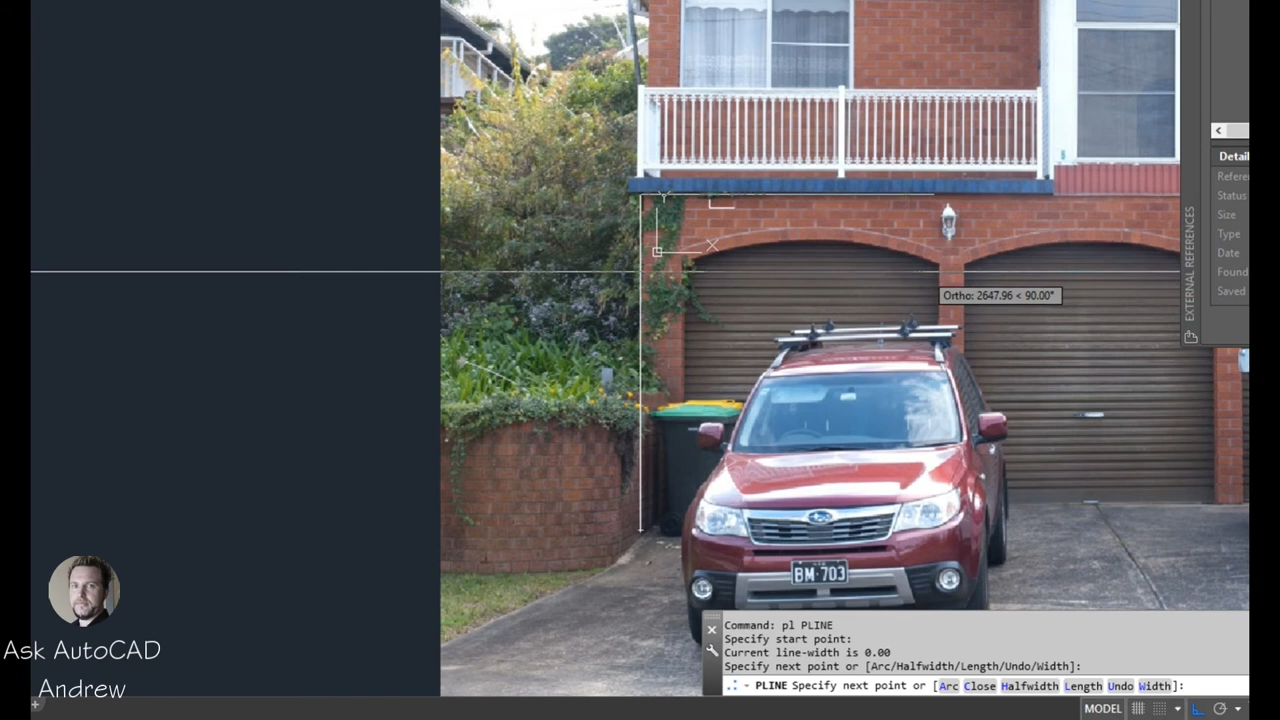 Detail
Refere
Status
Size
Type
Date
Found
Saved
EXTERNAL REFERENCES
Ortho: 2647.96 < 90.00°
BM·703
Ask AutoCAD
Andrew
Command: pl PLINE
Specify start point:
Current line-width is 0.00
Specify next point or [Arc/Halfwidth/Length/Undo/Width]:
PLINE Specify next point or [Arc Close Halfwidth Length Undo Width]:
MODEL